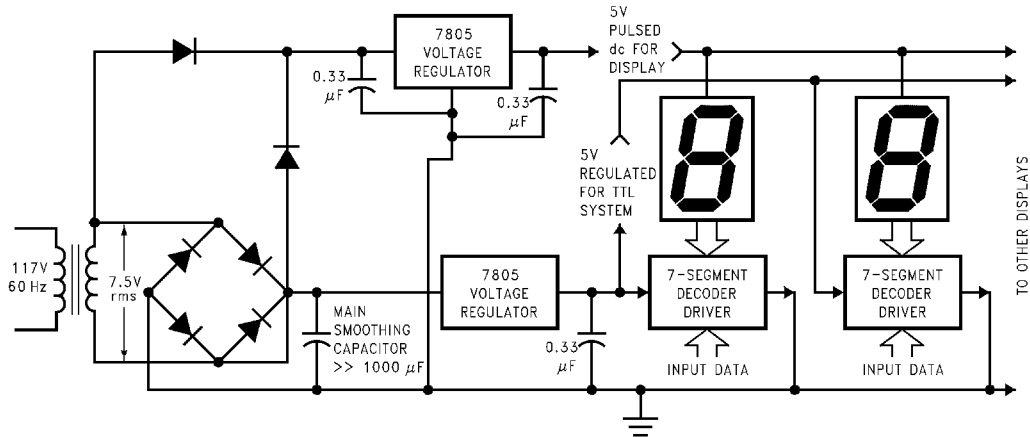 5V
PULSED
dc FOR
DISPLAY
7805
VOLTAGE
REGULATOR
0.33
μF
0.33
μF
5V
REGULATED
FOR TTL
SYSTEM
TO OTHER DISPLAYS
117V
60 Hz
7.5V
rms
7805
VOLTAGE
REGULATOR
7-SEGMENT
DECODER
DRIVER
7-SEGMENT
DECODER
DRIVER
MAIN
SMOOTHING
CAPACITOR
>> 1000 μF
0.33
μF
INPUT DATA
INPUT DATA
8
8